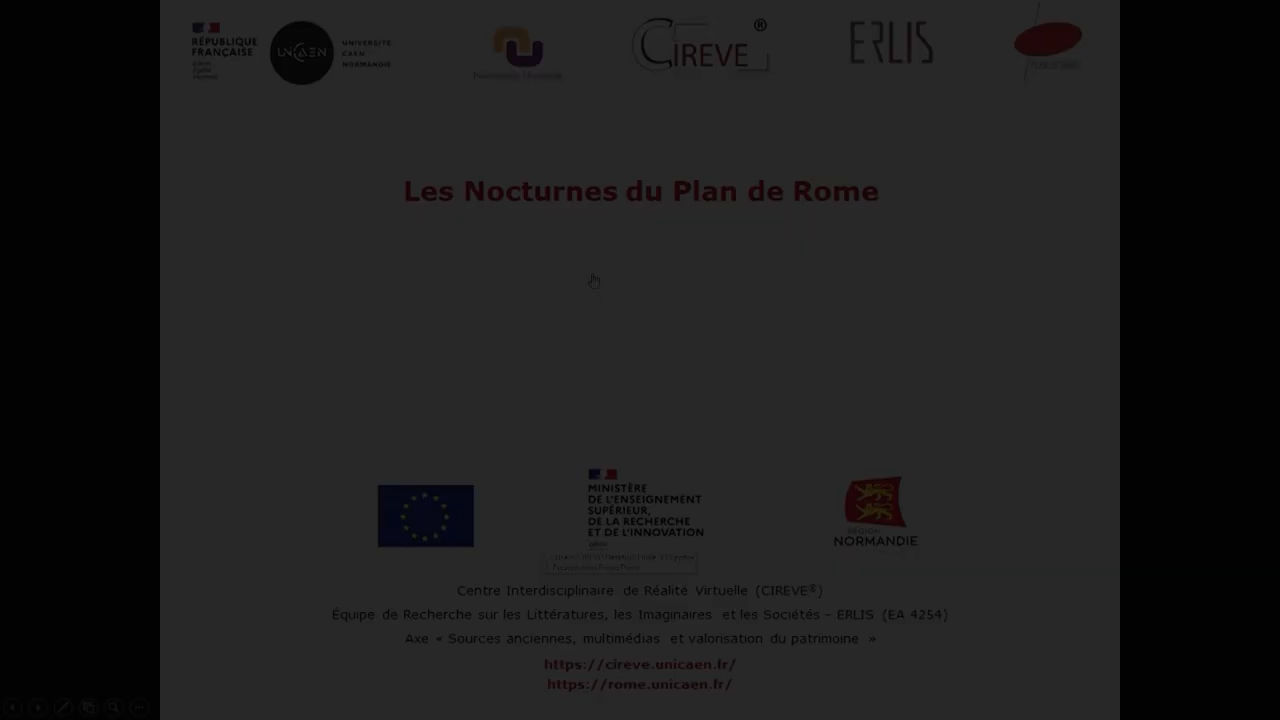 RÉPUBLIQUE
FRANÇAISE
UNICAEN
UNIVERSITÉ
CAEN
NORMANDIE
CIREVE®
ERLIS
Les Nocturnes du Plan de Rome
MINISTÈRE
DE L'ENSEIGNEMENT
SUPÉRIEUR,
DE LA RECHERCHE
ET DE L'INNOVATION
RÉGION
NORMANDIE
Centre Interdisciplinaire de Réalité Virtuelle (CIREVE®)
Équipe de Recherche sur les Littératures, les Imaginaires et les Sociétés – ERLIS (EA 4254)
Axe « Sources anciennes, multimédias et valorisation du patrimoine »
https://cireve.unicaen.fr/
https://rome.unicaen.fr/